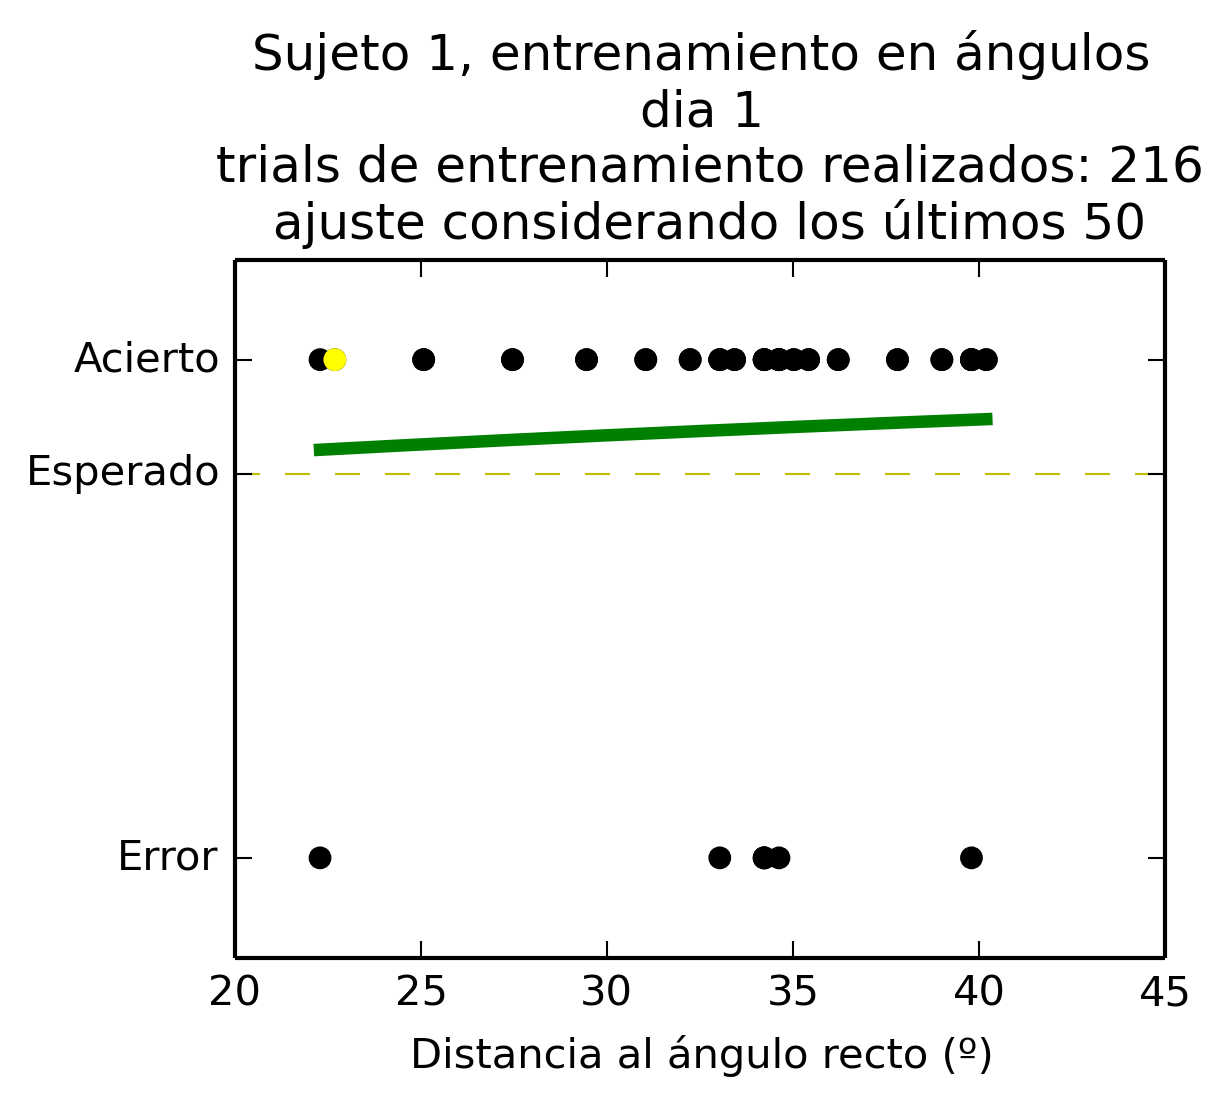 Sujeto 1, entrenamiento en ángulos
dia 1
trials de entrenamiento realizados: 216
ajuste considerando los últimos 50
Acierto
Esperado
Error
20 25 30 35 40 45
Distancia al ángulo recto (º)